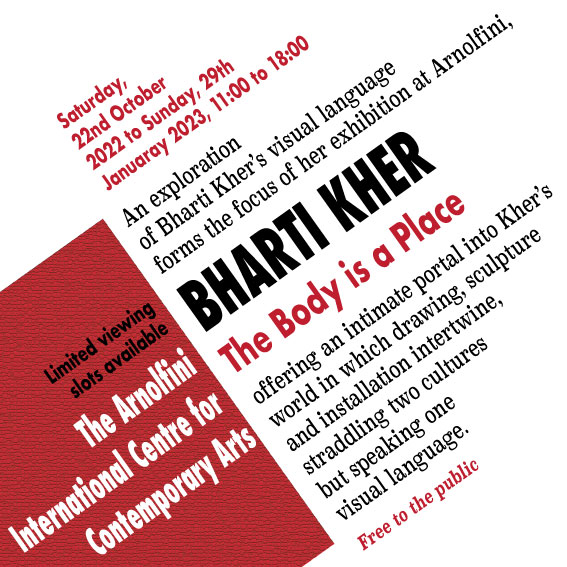 Saturday,
22nd October
2022 to Sunday, 29th
Januaray 2023, 11:00 to 18:00
An exploration
of Bharti Kher's visual language
forms the focus of her exhibition at Arnolfini,
BHARTI KHER
The Body is a Place
offering an intimate portal into Kher's
world in which drawing, sculpture
and installation intertwine,
straddling two cultures
but speaking one
visual language.
Free to the public
Limited viewing
slots available
The Arnolfini
International Centre for
Contemporary Arts